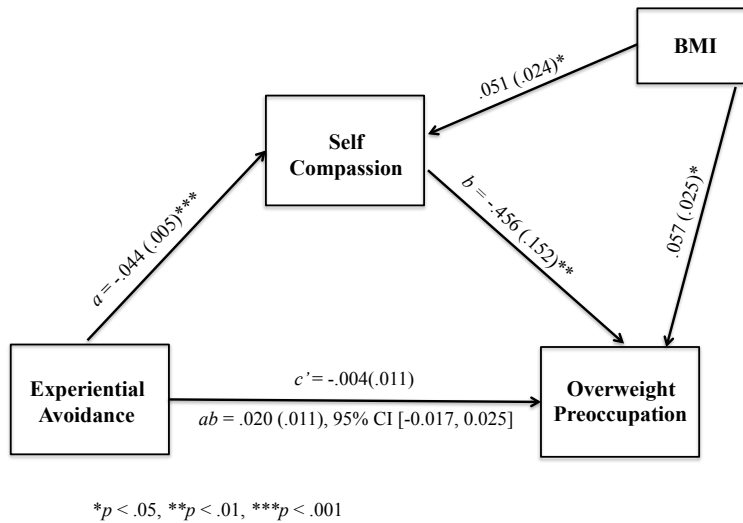 BMI
.051 (.024)*
Self
Compassion
a = -.044 (.005)***
b = -.456 (.152)**
.057 (.025)*
Experiential
Avoidance
c’ = -.004(.011)
ab = .020 (.011), 95% CI [-0.017, 0.025]
Overweight
Preoccupation
*p < .05, **p < .01, ***p < .001